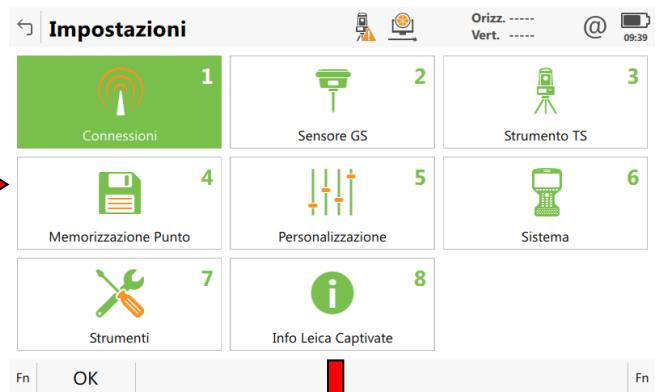 Impostazioni
Orizz. -----
Vert. -----
@
09:39
1
Connessioni
2
Sensore GS
3
Strumento TS
4
Memorizzazione Punto
5
Personalizzazione
6
Sistema
7
Strumenti
8
Info Leica Captivate
Fn
OK
Fn